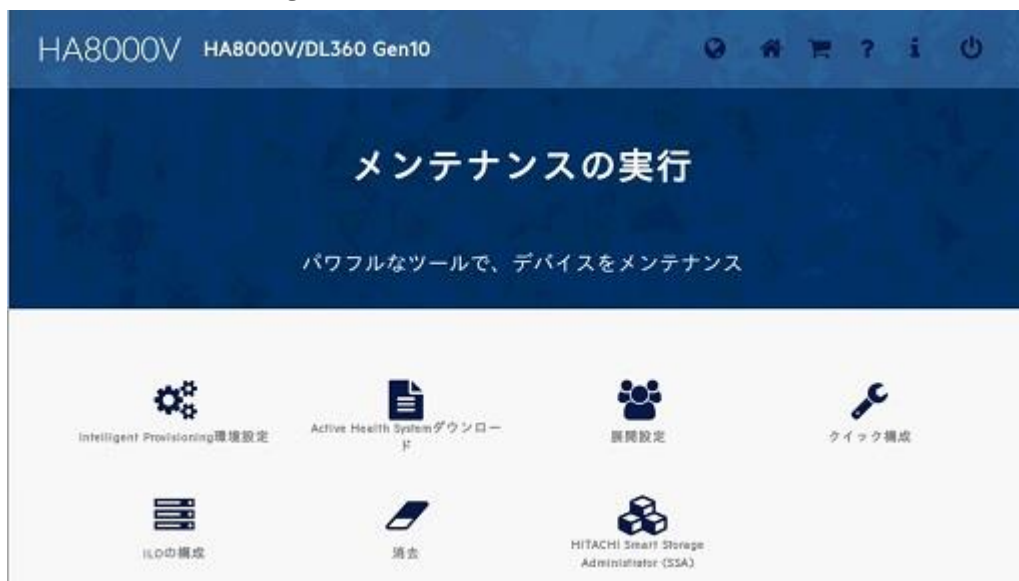 HA8000V HA8000V/DL360 Gen10 ?
メンテナンスの実行
パワフルなツールで、デバイスをメンテナンス
Intelligent Provisioning環境設定
Active Health Systemダウンロー
ド
展開設定
クイック構成
iLOの構成
消去
HITACHI Smart Storage
Administrator (SSA)